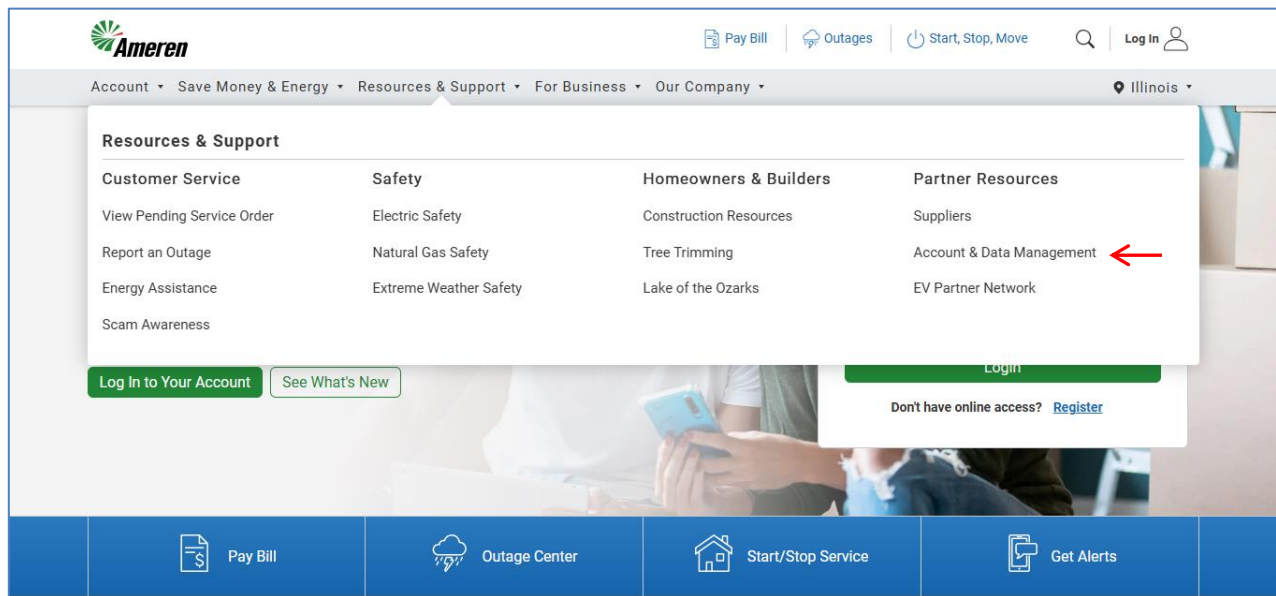 Ameren
Pay Bill
Outages
Start, Stop, Move
Log In
Account
Save Money & Energy
Resources & Support
For Business
Our Company
Illinois
Resources & Support
Customer Service
View Pending Service Order
Report an Outage
Energy Assistance
Scam Awareness
Safety
Electric Safety
Natural Gas Safety
Extreme Weather Safety
Homeowners & Builders
Construction Resources
Tree Trimming
Lake of the Ozarks
Partner Resources
Suppliers
Account & Data Management
EV Partner Network
Log In to Your Account
See What's New
Login
Don't have online access? Register
Pay Bill
Outage Center
Start/Stop Service
Get Alerts